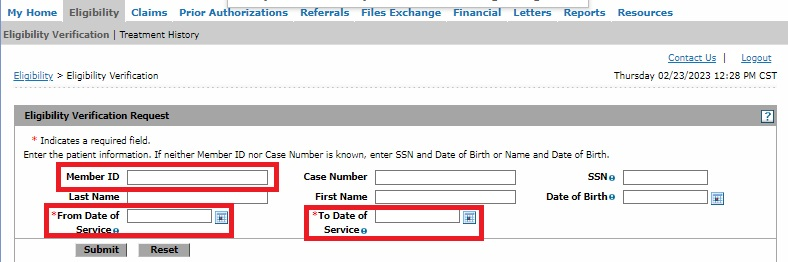 My Home Eligibility Claims Prior Authorizations Referrals Files Exchange Financial Letters Reports Resources
Eligibility Verification | Treatment History
Contact Us | Logout
Eligibility > Eligibility Verification Thursday 02/23/2023 12:28 PM CST
Eligibility Verification Request ?
* Indicates a required field.
Enter the patient information. If neither Member ID nor Case Number is known, enter SSN and Date of Birth or Name and Date of Birth.
Member ID Case Number SSN
Last Name First Name Date of Birth
*From Date of *To Date of
Service Service
Submit Reset